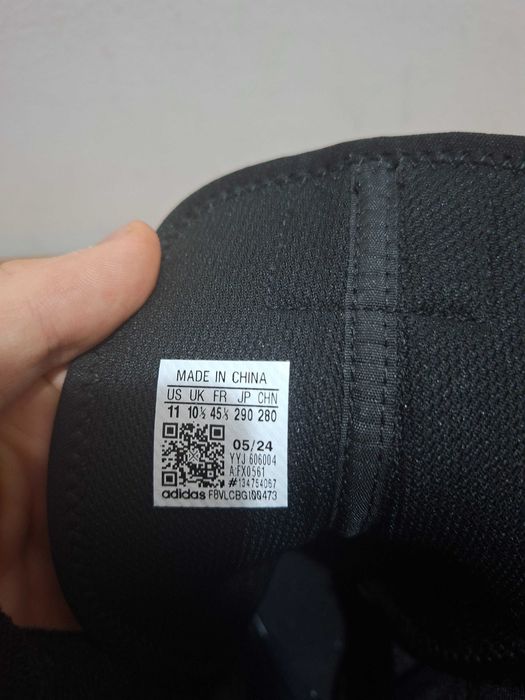 MADE IN CHINA
US UK FR JP CHN
11 10½ 45⅓ 290 280
05/24
YYJ 606004
A:FX0561
#134754067
adidas F8VLCBGI00473